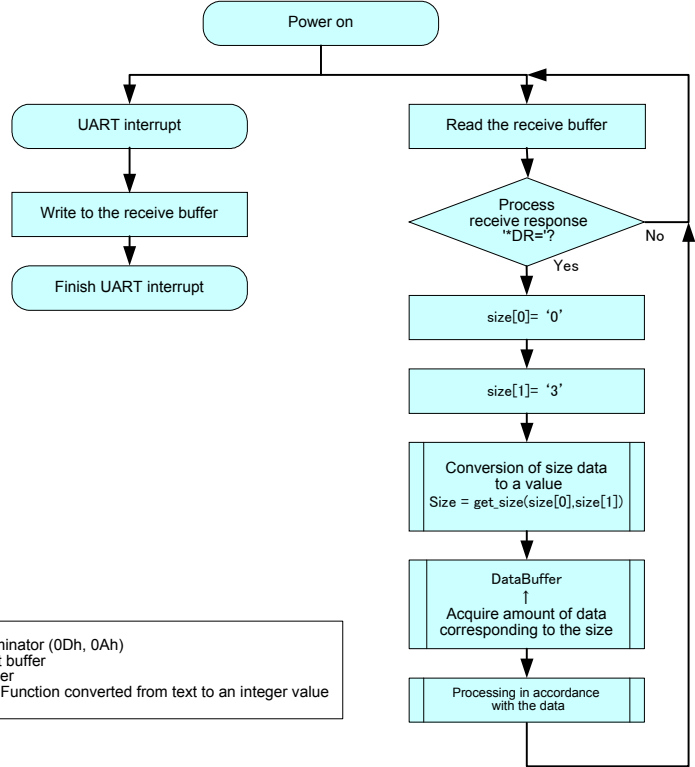 Power on
UART interrupt
Write to the receive buffer
Finish UART interrupt
Read the receive buffer
Process
receive response
'*DR='?
No
Yes
size[0]= ‘0’
size[1]= ‘3’
Conversion of size data
to a value
Size = get_size(size[0],size[1])
DataBuffer
↑
Acquire amount of data
corresponding to the size
Processing in accordance
with the data
(0Dh, 0Ah)
buffer
Function converted from text to an integer value